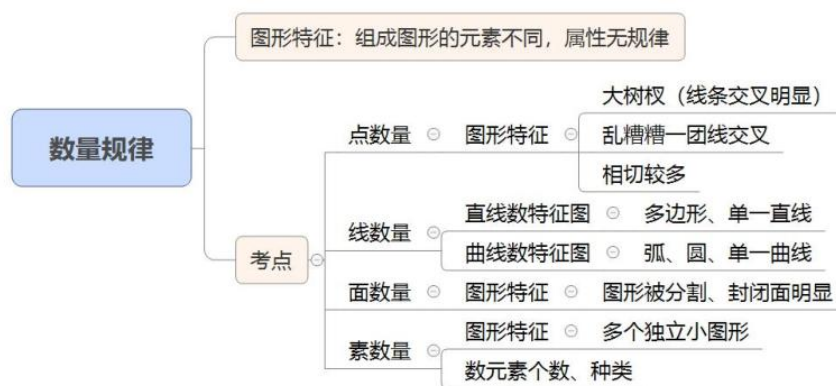 图形特征：组成图形的元素不同，属性无规律
数量规律
考点
点数量
图形特征
大树杈（线条交叉明显）
乱糟糟一团线交叉
相切较多
线数量
直线数特征图
多边形、单一直线
曲线数特征图
弧、圆、单一曲线
面数量
图形特征
图形被分割、封闭面明显
素数量
图形特征
多个独立小图形
数元素个数、种类